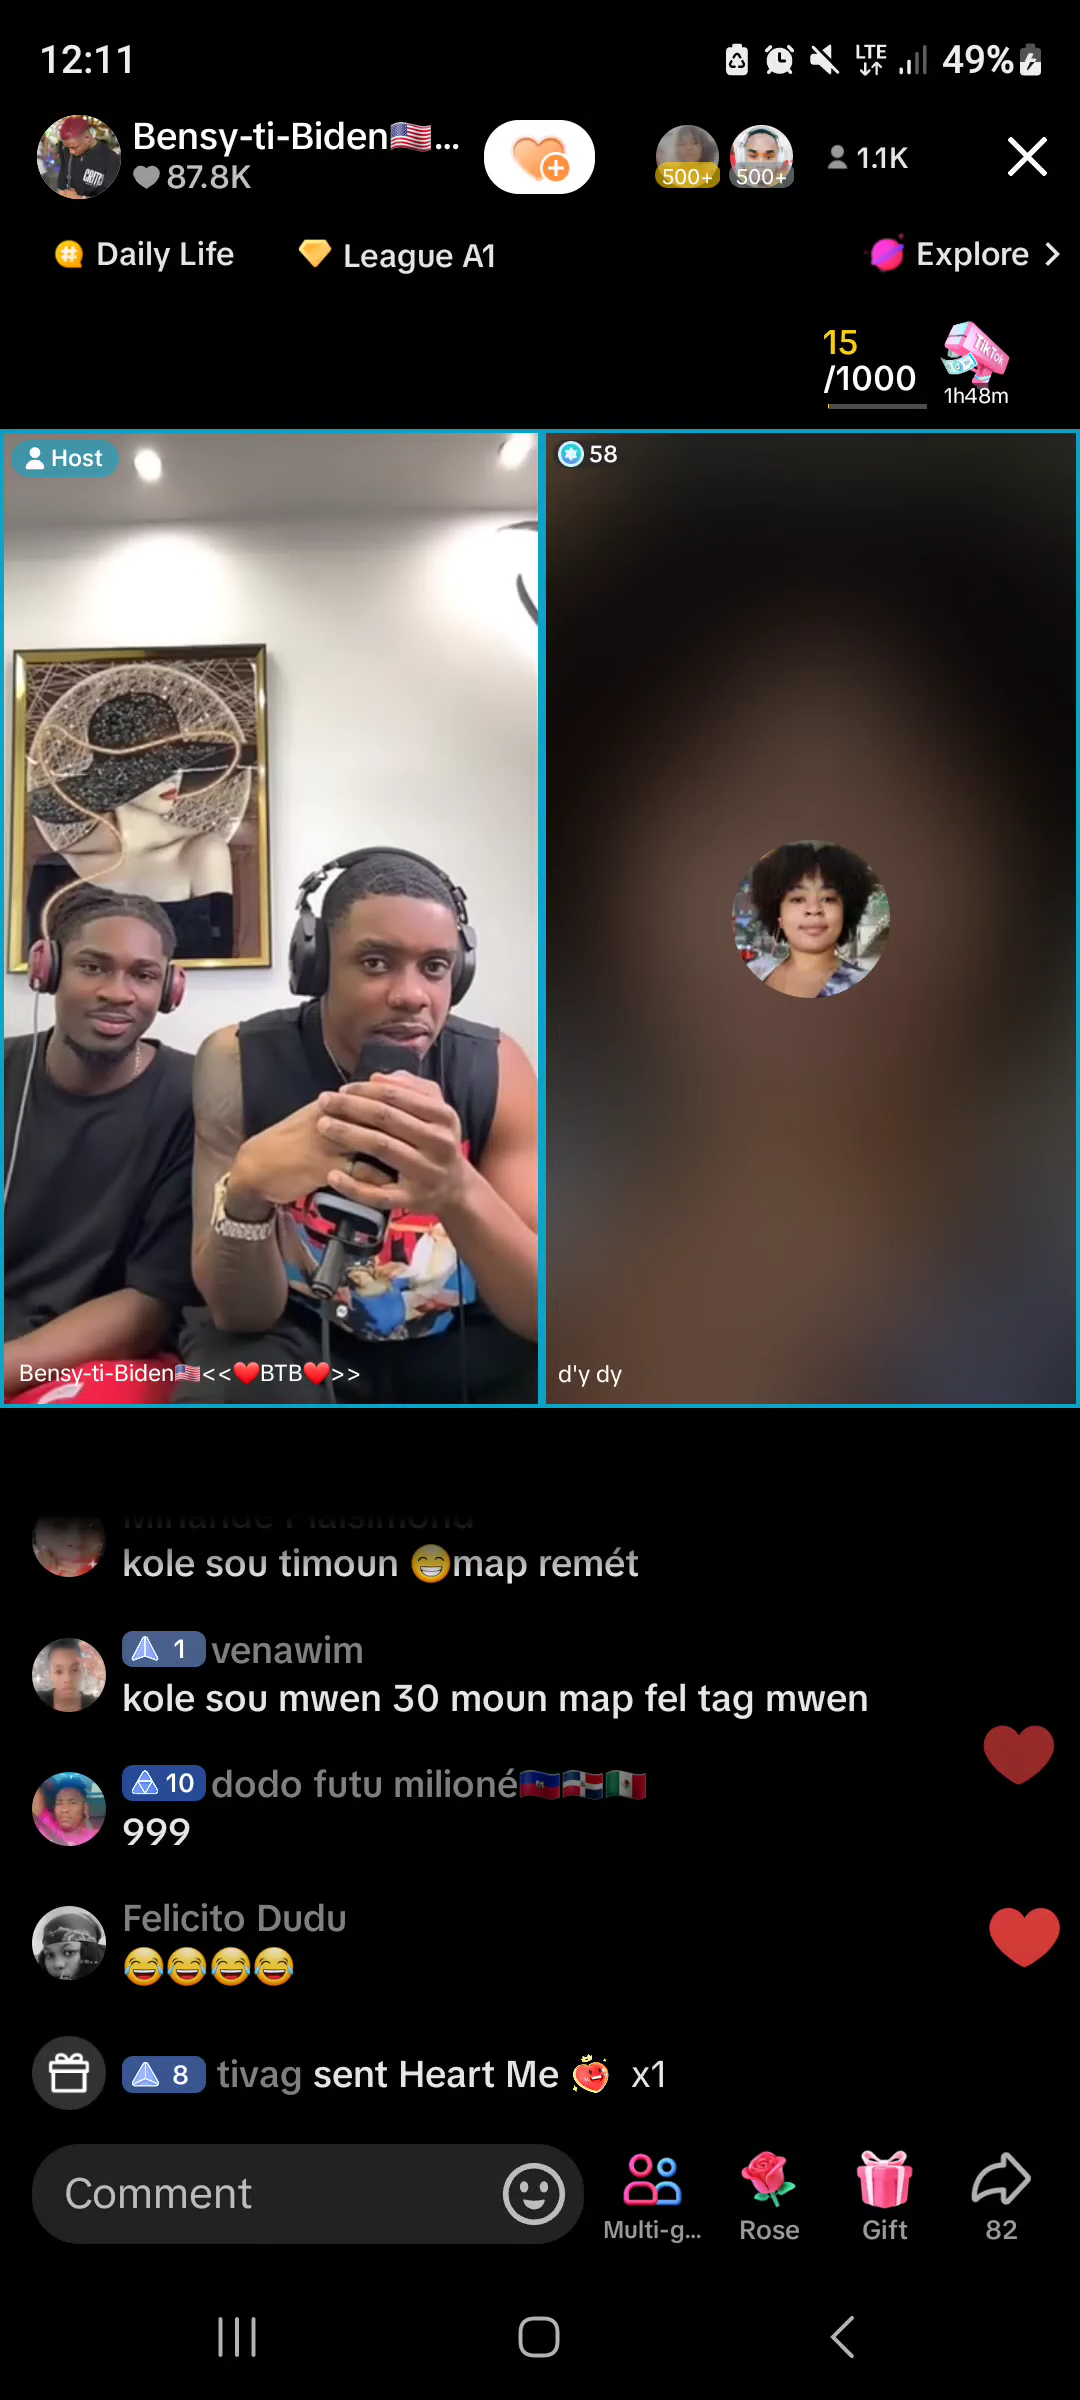 12:11
LTE
49%
Bensy-ti-Biden🇺🇸...
87.8K
500+
500+
1.1K
Daily Life
League A1
Explore
15
/1000
TikTok
1h48m
Host
58
Bensy-ti-Biden🇺🇸<<❤️BTB❤️>>
d'y dy
kole sou timoun 😁map remét
1 venawim
kole sou mwen 30 moun map fel tag mwen
10 dodo futu milioné🇭🇹🇩🇴🇲🇽
999
Felicito Dudu
😂😂😂😂
8 tivag sent Heart Me x1
Comment
Multi-g...
Rose
Gift
82